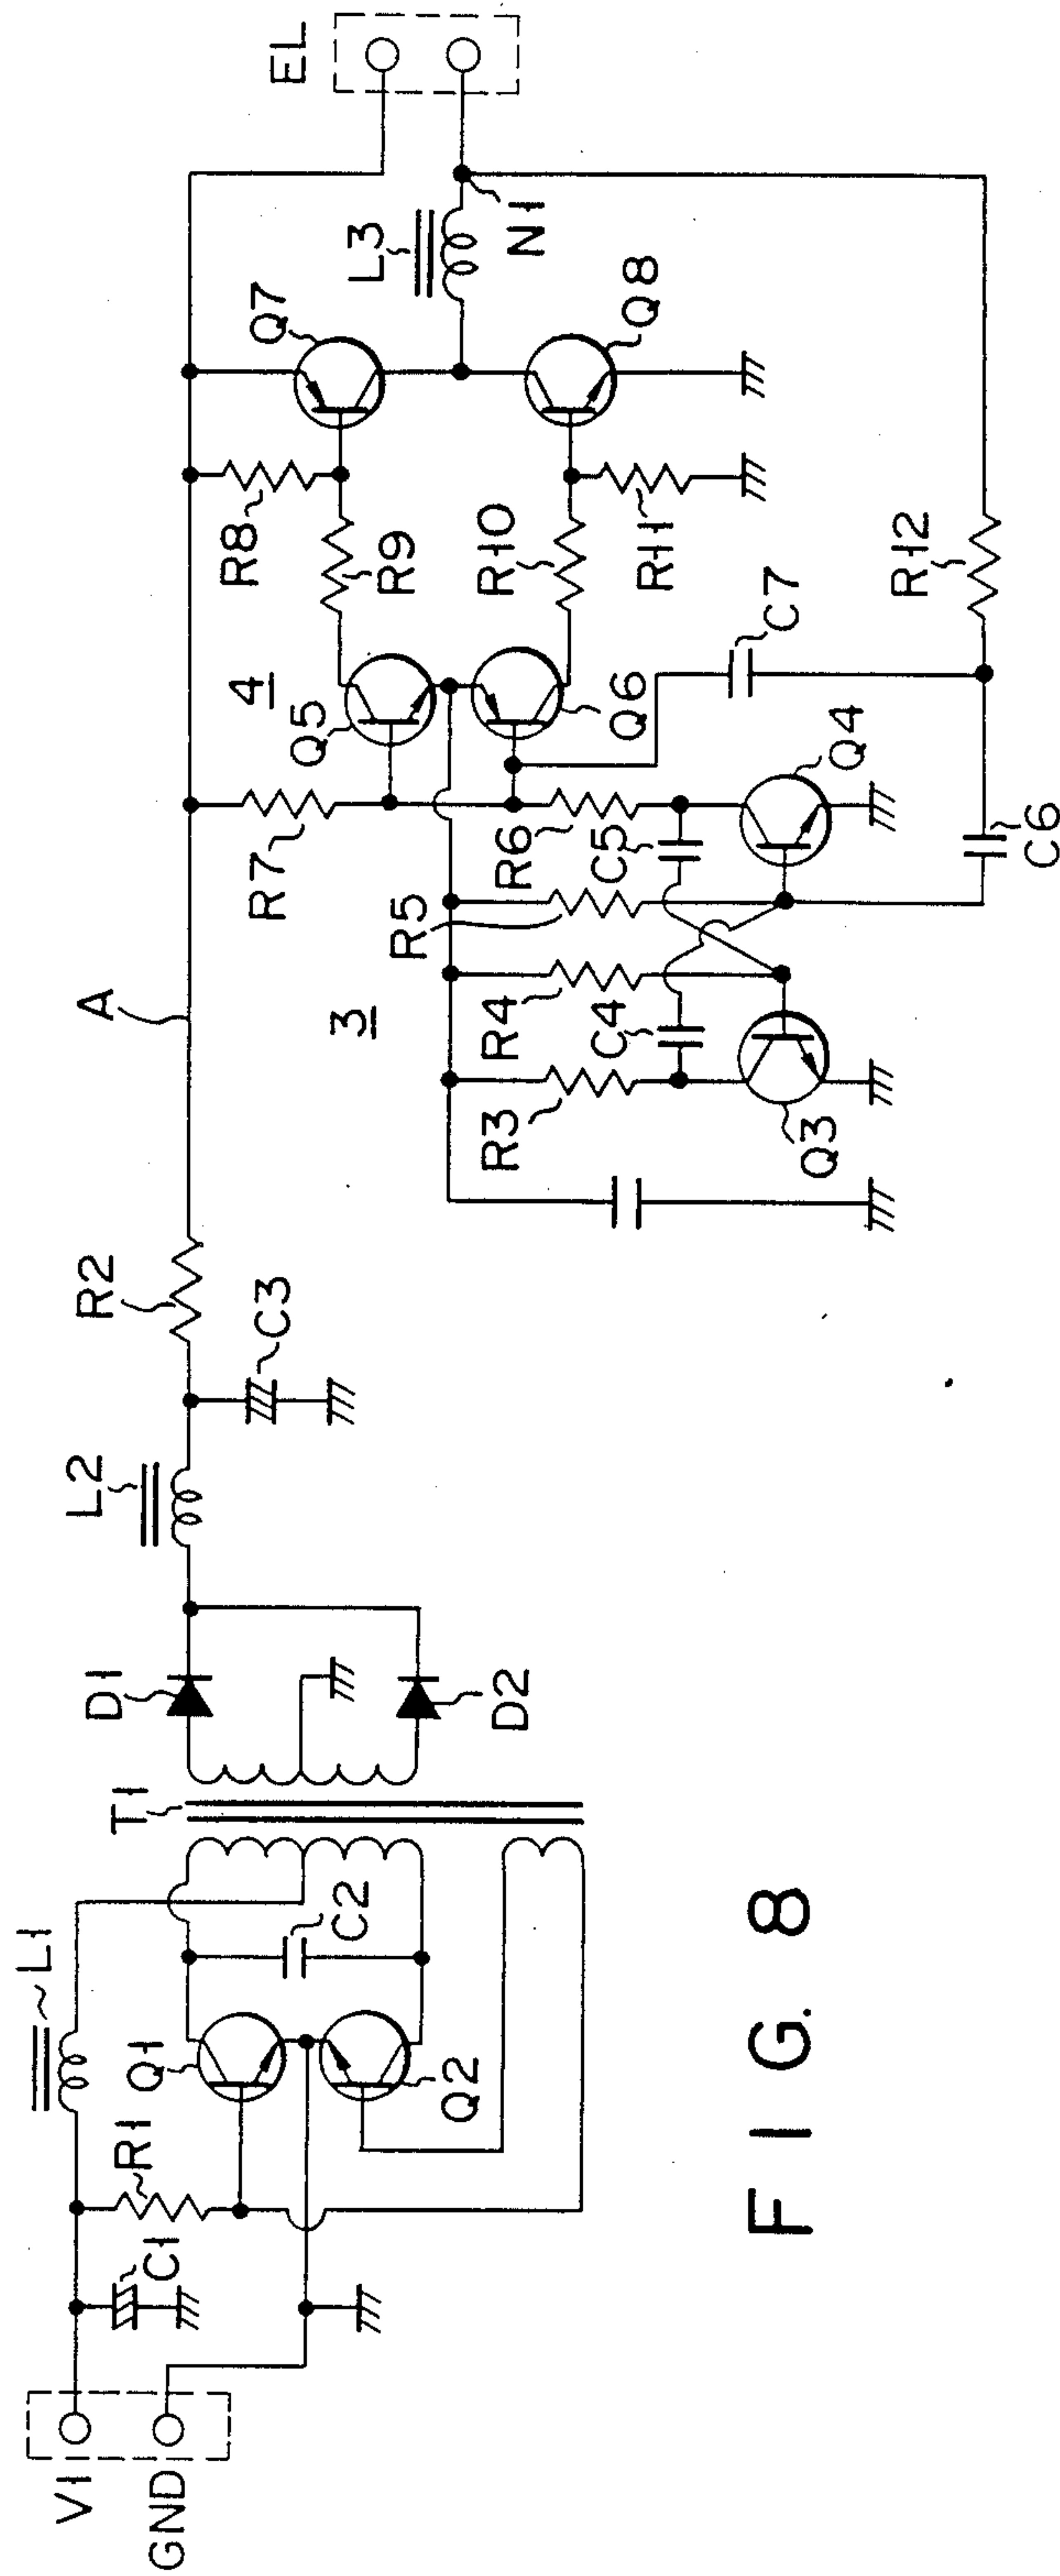 V1
GND
C1
R1
L1
Q1
Q2
C2
T1
D1
D2
L2
C3
R2
A
3
R3
Q3
C4
R4
R5
C5
R6
R7
Q4
C6
Q5
4
Q6
C7
R8
R9
R10
R11
R12
Q7
Q8
L3
N1
EL
FIG. 8